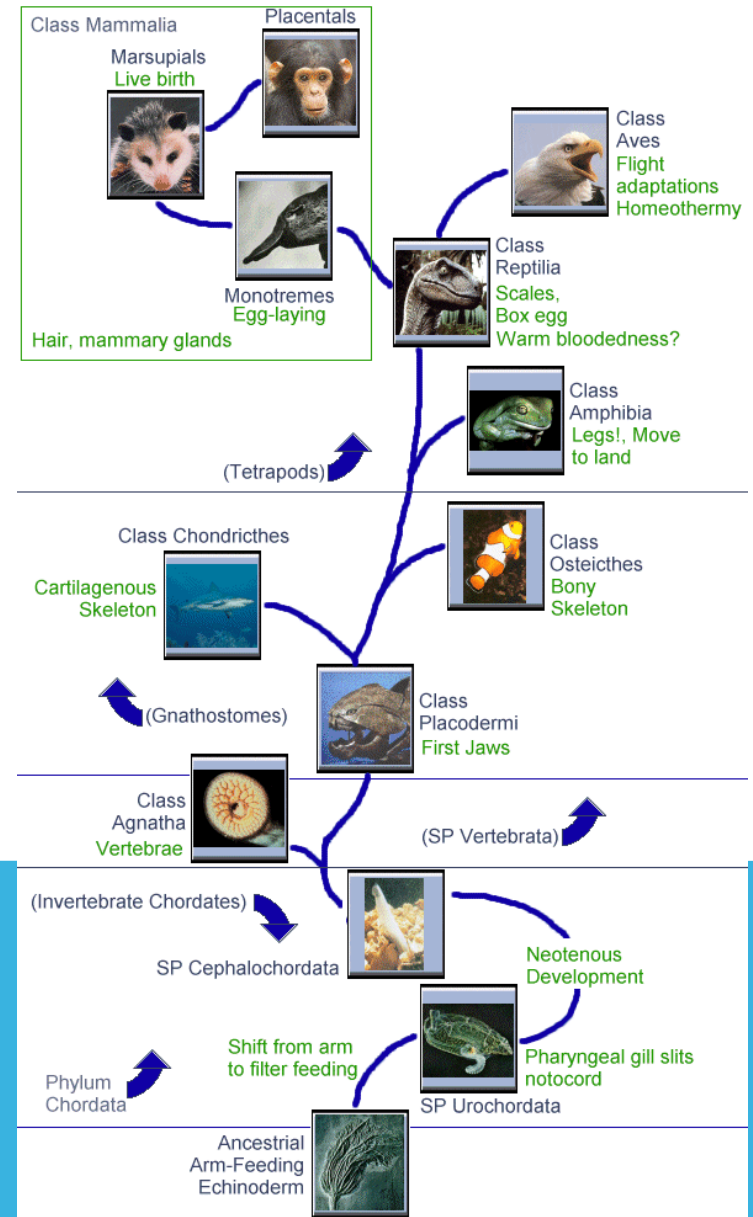 Class Mammalia
Placentals
Marsupials
Live birth
Class
Aves
Flight
adaptations
Homeothermy
Monotremes
Egg-laying
Hair, mammary glands
Class
Reptilia
Scales,
Box egg
Warm bloodedness?
Class
Amphibia
Legs!, Move
to land
(Tetrapods)
Class Chondricthes
Cartilagenous
Skeleton
Class
Osteicthes
Bony
Skeleton
(Gnathostomes)
Class
Placodermi
First Jaws
Class
Agnatha
Vertebrae
(SP Vertebrata)
(Invertebrate Chordates)
SP Cephalochordata
Neotenous
Development
Shift from arm
to filter feeding
Pharyngeal gill slits
notocord
Phylum
Chordata
SP Urochordata
Ancestral
Arm-Feeding
Echinoderm